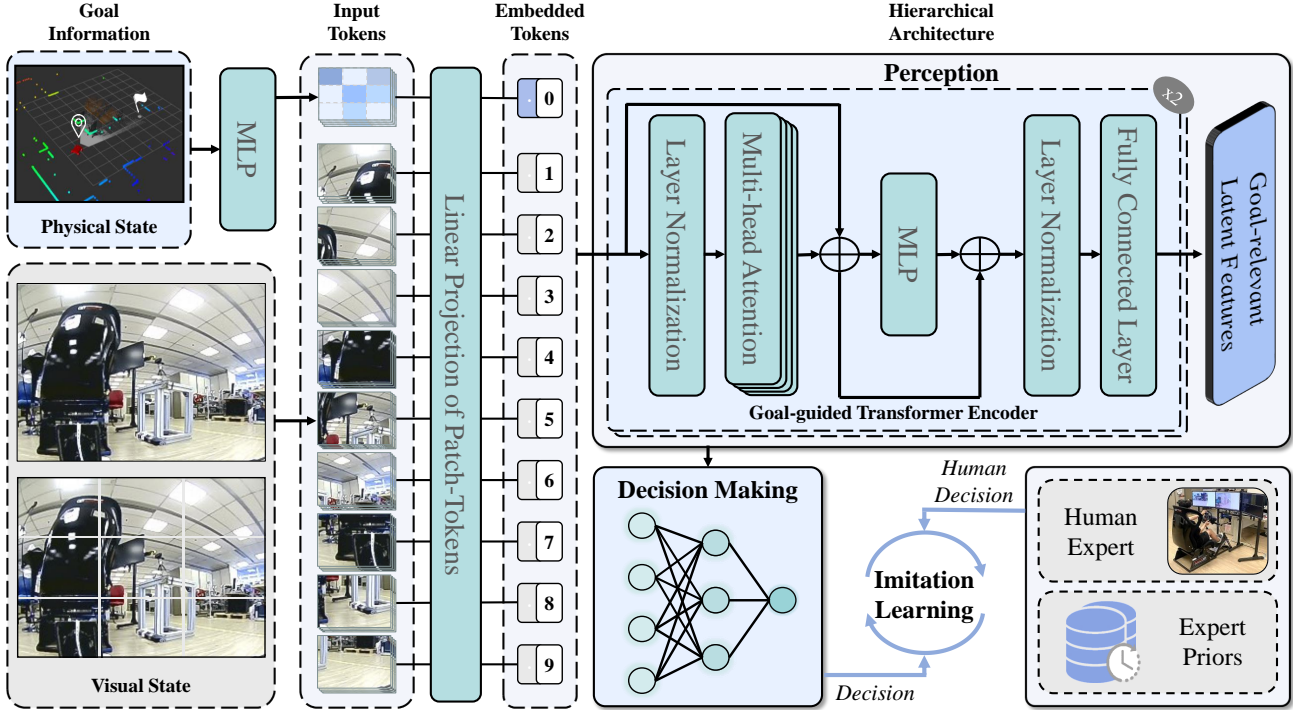 Goal
Information
Input
Tokens
Embedded
Tokens
Hierarchical
Architecture
Physical State
MLP
Visual State
Linear Projection of
Patch-Tokens
0
1
2
3
4
5
6
7
8
9
Perception
x2
Layer Normalization
Multi-head Attention
MLP
Layer Normalization
Fully Connected Layer
Goal-guided Transformer Encoder
Goal-relevant
Latent Features
Decision Making
Human
Decision
Imitation
Learning
Decision
Human
Expert
Expert
Priors